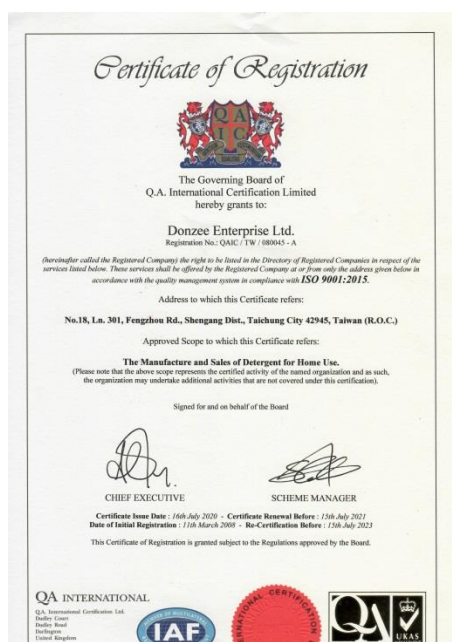 Certificate of Registration
QA
IC
The Governing Board of
Q.A. International Certification Limited
hereby grants to:
Donzee Enterprise Ltd.
Registration No.: QAIC / TW / 080045 - A
(hereinafter called the Registered Company) the right to be listed in the Directory of Registered Companies in respect of the
services listed below. These services shall be offered by the Registered Company at or from only the address given below in
accordance with the quality management system in compliance with ISO 9001:2015.
Address to which this Certificate refers:
No.18, Ln. 301, Fengzhou Rd., Shengang Dist., Taichung City 42945, Taiwan (R.O.C.)
Approved Scope to which this Certificate refers:
The Manufacture and Sales of Detergent for Home Use.
(Please note that the above scope represents the certified activity of the named organization and as such,
the organization may undertake additional activities that are not covered under this certification).
Signed for and on behalf of the Board
CHIEF EXECUTIVE SCHEME MANAGER
Certificate Issue Date : 16th July 2020 - Certificate Renewal Before : 15th July 2021
Date of Initial Registration : 11th March 2008 - Re-Certification Before : 15th July 2023
This Certificate of Registration is granted subject to the Regulations approved by the Board.
QA INTERNATIONAL
Q.A. International Certification Ltd.
Dudley Court
Dudley Road
Darlington
United Kingdom
IAF
CERTIFICATION
QA
UKAS